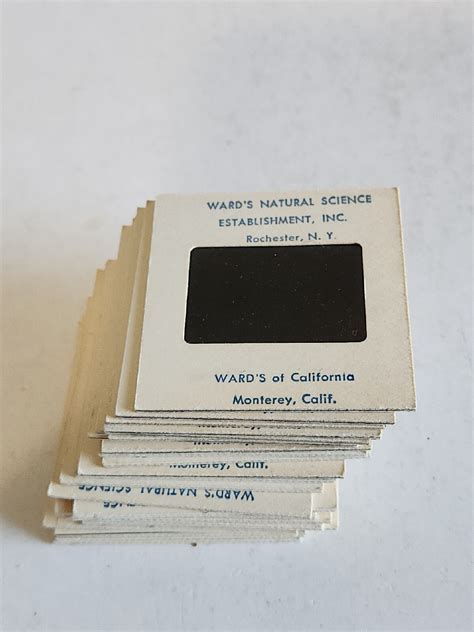 WARD'S NATURAL SCIENCE
ESTABLISHMENT, INC.
Rochester, N. Y.
WARD'S of California
Monterey, Calif.
Monterey, Calif.
WARD'S NATURAL SCIENCE